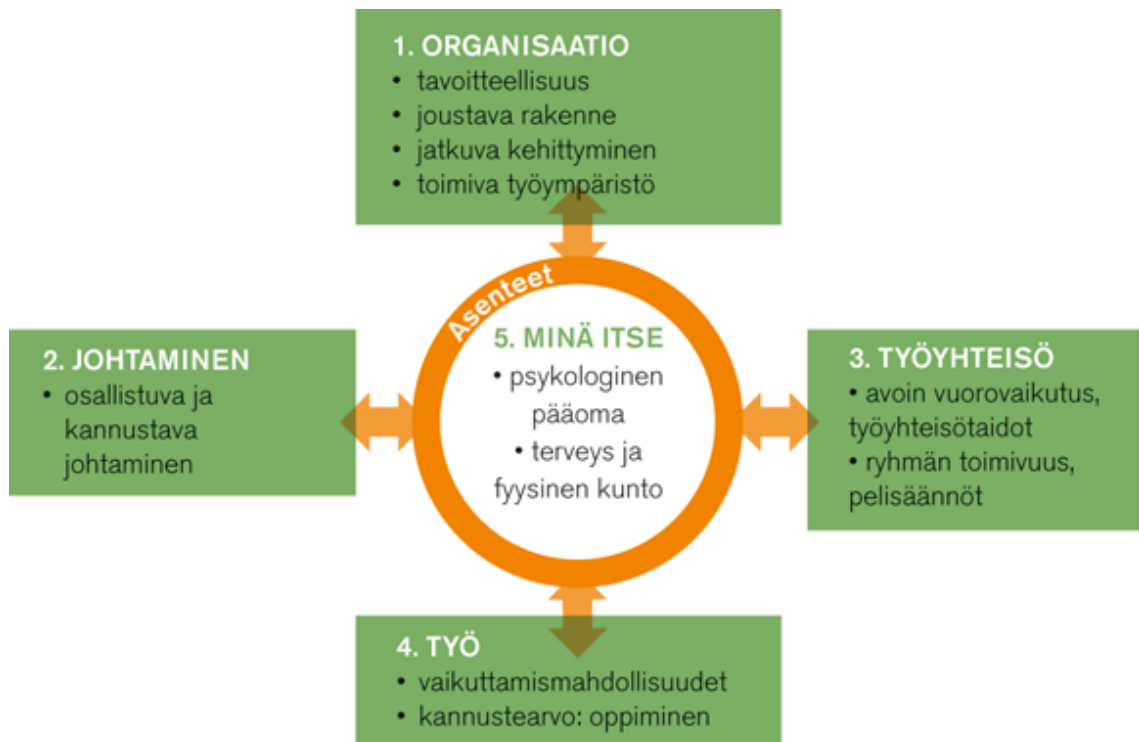 1. ORGANISAATIO
• tavoitteellisuus
• joustava rakenne
• jatkuva kehittyminen
• toimiva työympäristö
Asenteet
5. MINÄ ITSE
• psykologinen
pääoma
• terveys ja
fyysinen kunto
2. JOHTAMINEN
• osallistuva ja
kannustava
johtaminen
3. TYÖYHTEISÖ
• avoin vuorovaikutus,
työyhteisötaidot
• ryhmän toimivuus,
pelisäännöt
4. TYÖ
• vaikuttamismahdollisuudet
• kannustearvo: oppiminen